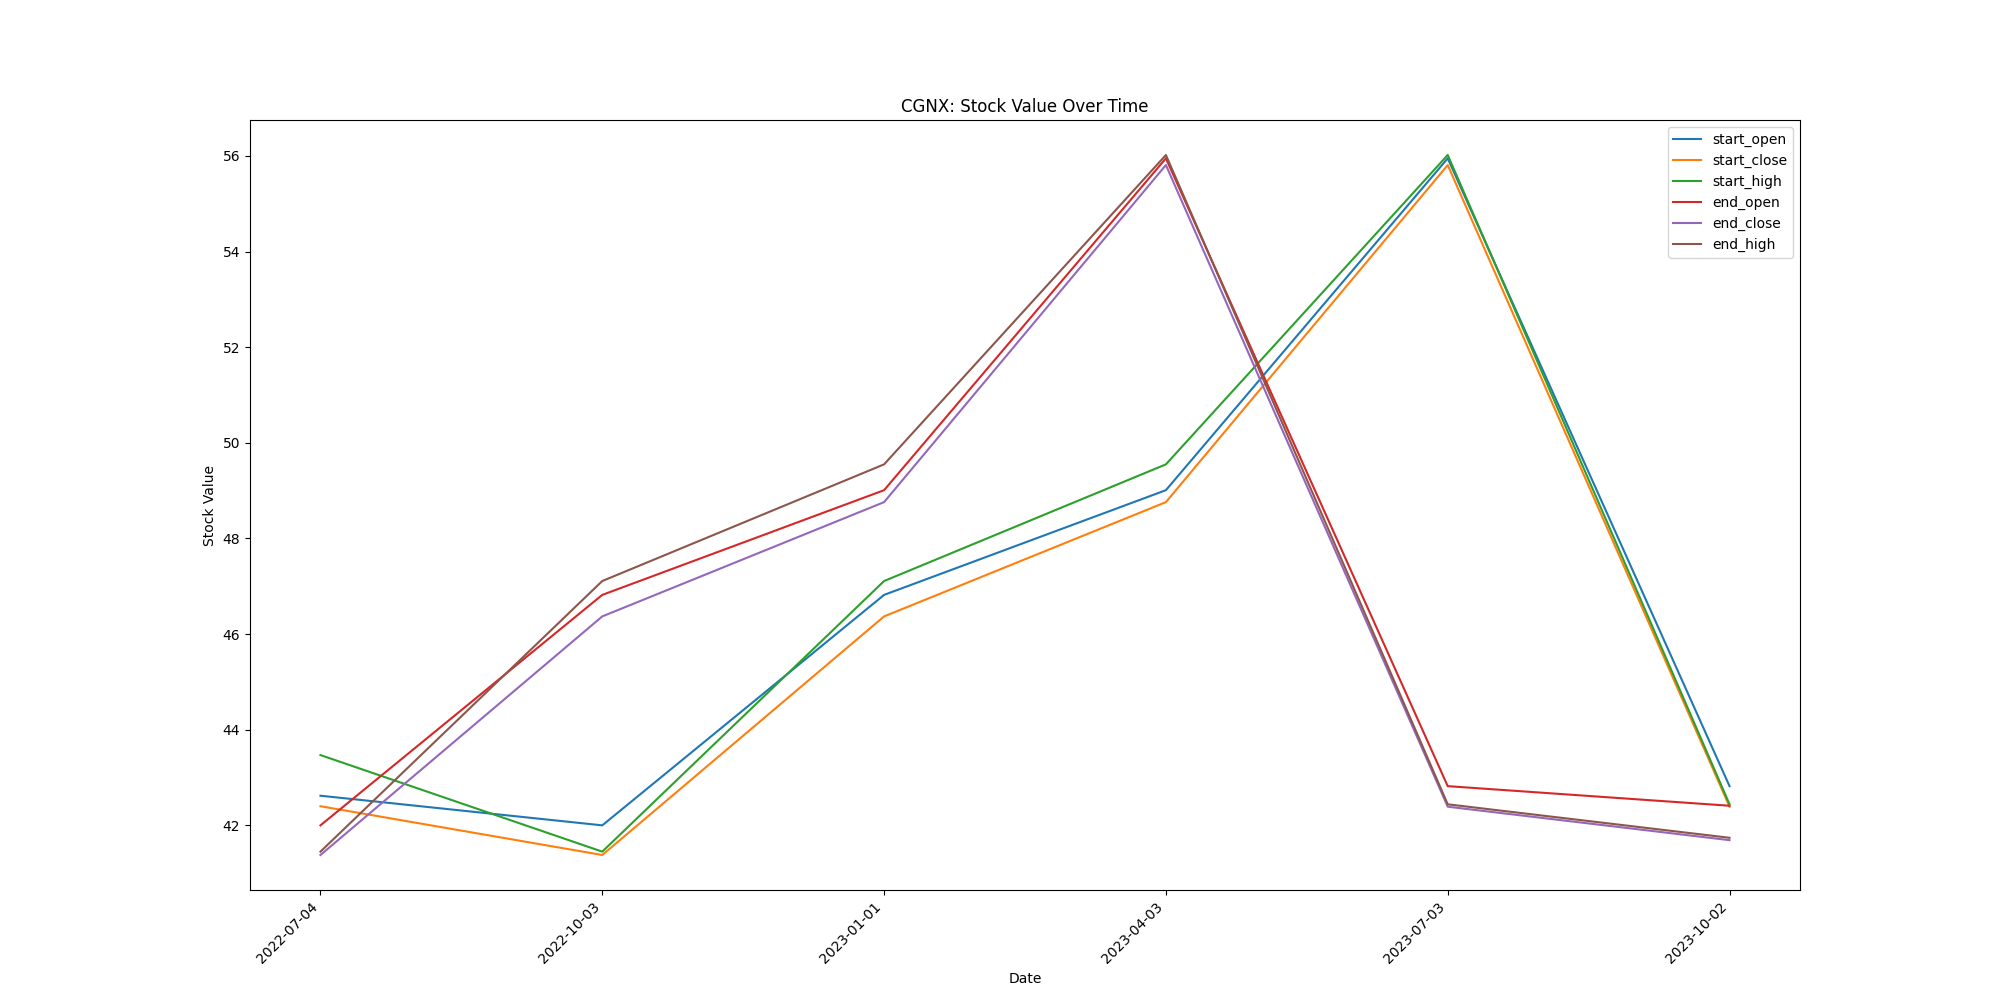 CGNX: Stock Value Over Time
start_open
start_close
start_high
end_open
end_close
end_high
Stock Value
56
54
52
50
48
46
44
42
2022-07-04
2022-10-03
2023-01-01
2023-04-03
2023-07-03
2023-10-02
Date